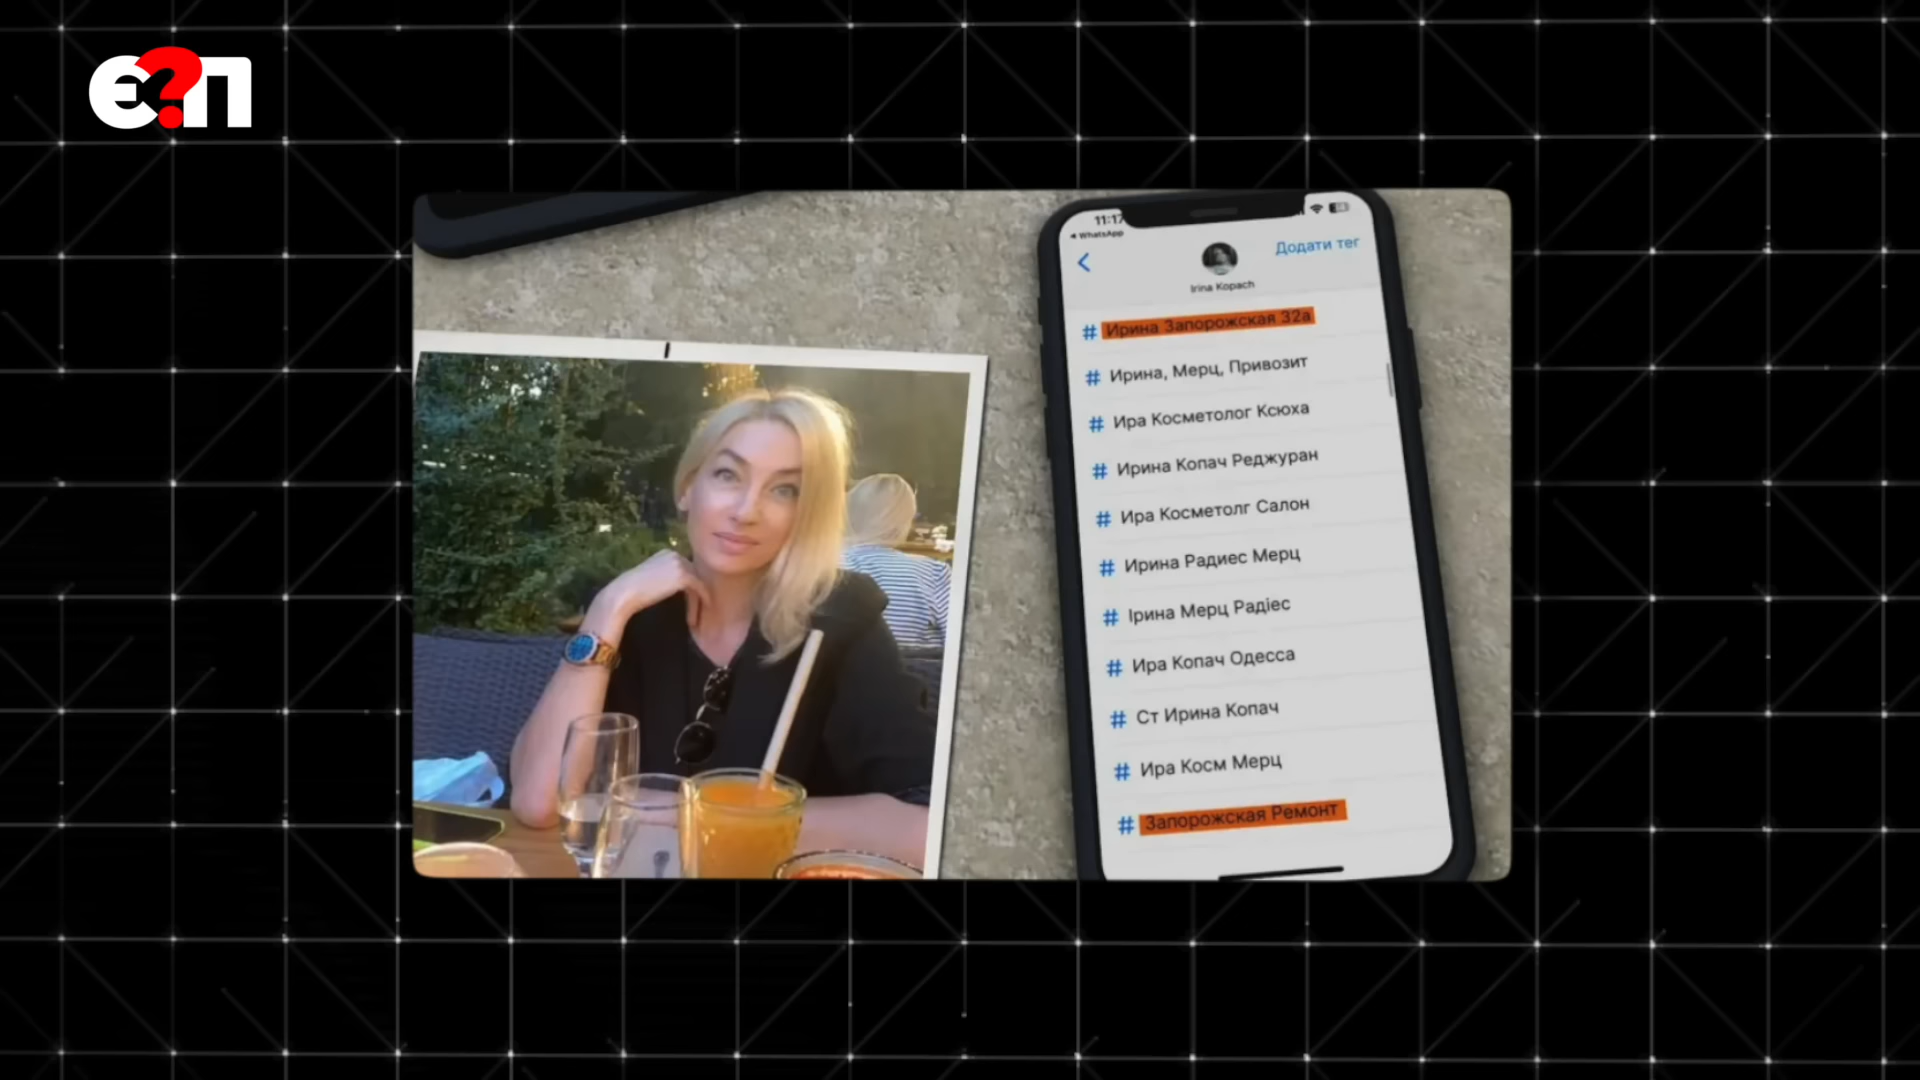 Є?П
11:17
WhatsApp
Додати тег
Irina Kopach
# Ирина Запорожская 32а
# Ирина, Мерц, Привозит
# Ира Косметолог Ксюха
# Ирина Копач Реджуран
# Ира Косметолг Салон
# Ирина Радиес Мерц
# Ірина Мерц Радіес
# Ира Копач Одесса
# Ст Ирина Копач
# Ира Косм Мерц
# Запорожская Ремонт